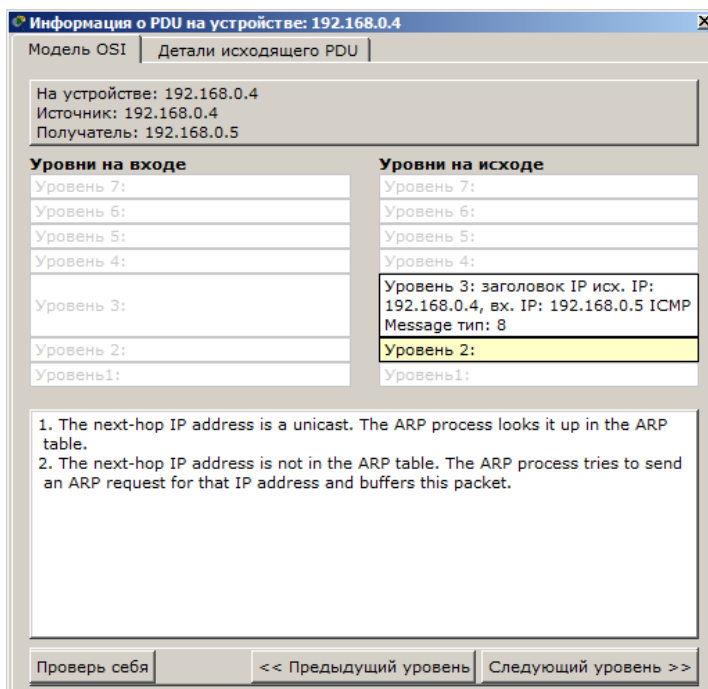 Информация о PDU на устройстве: 192.168.0.4
Модель OSI
Детали исходящего PDU
На устройстве: 192.168.0.4
Источник: 192.168.0.4
Получатель: 192.168.0.5
Уровни на входе
Уровень 7:
Уровень 6:
Уровень 5:
Уровень 4:
Уровень 3:
Уровень 2:
Уровень1:
Уровни на исходе
Уровень 7:
Уровень 6:
Уровень 5:
Уровень 4:
Уровень 3: заголовок IP исх. IP:
192.168.0.4, вх. IP: 192.168.0.5 ICMP
Message тип: 8
Уровень 2:
Уровень1:
1. The next-hop IP address is a unicast. The ARP process looks it up in the ARP
table.
2. The next-hop IP address is not in the ARP table. The ARP process tries to send
an ARP request for that IP address and buffers this packet.
Проверь себя
<< Предыдущий уровень
Следующий уровень >>